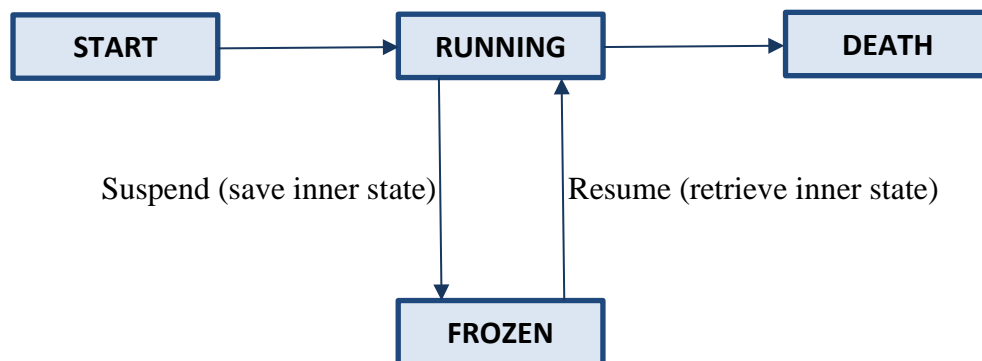 START
RUNNING
DEATH
Suspend (save inner state)
Resume (retrieve inner state)
FROZEN